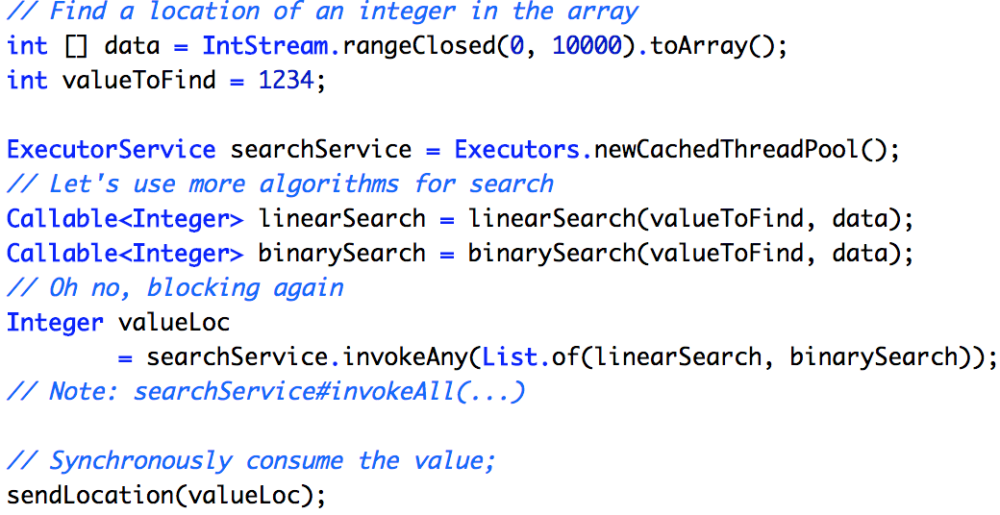 // Find a location of an integer in the array
int [] data = IntStream.rangeClosed(0, 10000).toArray();
int valueToFind = 1234;
ExecutorService searchService = Executors.newCachedThreadPool();
// Let's use more algorithms for search
Callable<Integer> linearSearch = linearSearch(valueToFind, data);
Callable<Integer> binarySearch = binarySearch(valueToFind, data);
// Oh no, blocking again
Integer valueLoc
= searchService.invokeAny(List.of(linearSearch, binarySearch));
// Note: searchService#invokeAll(...)
// Synchronously consume the value;
sendLocation(valueLoc);